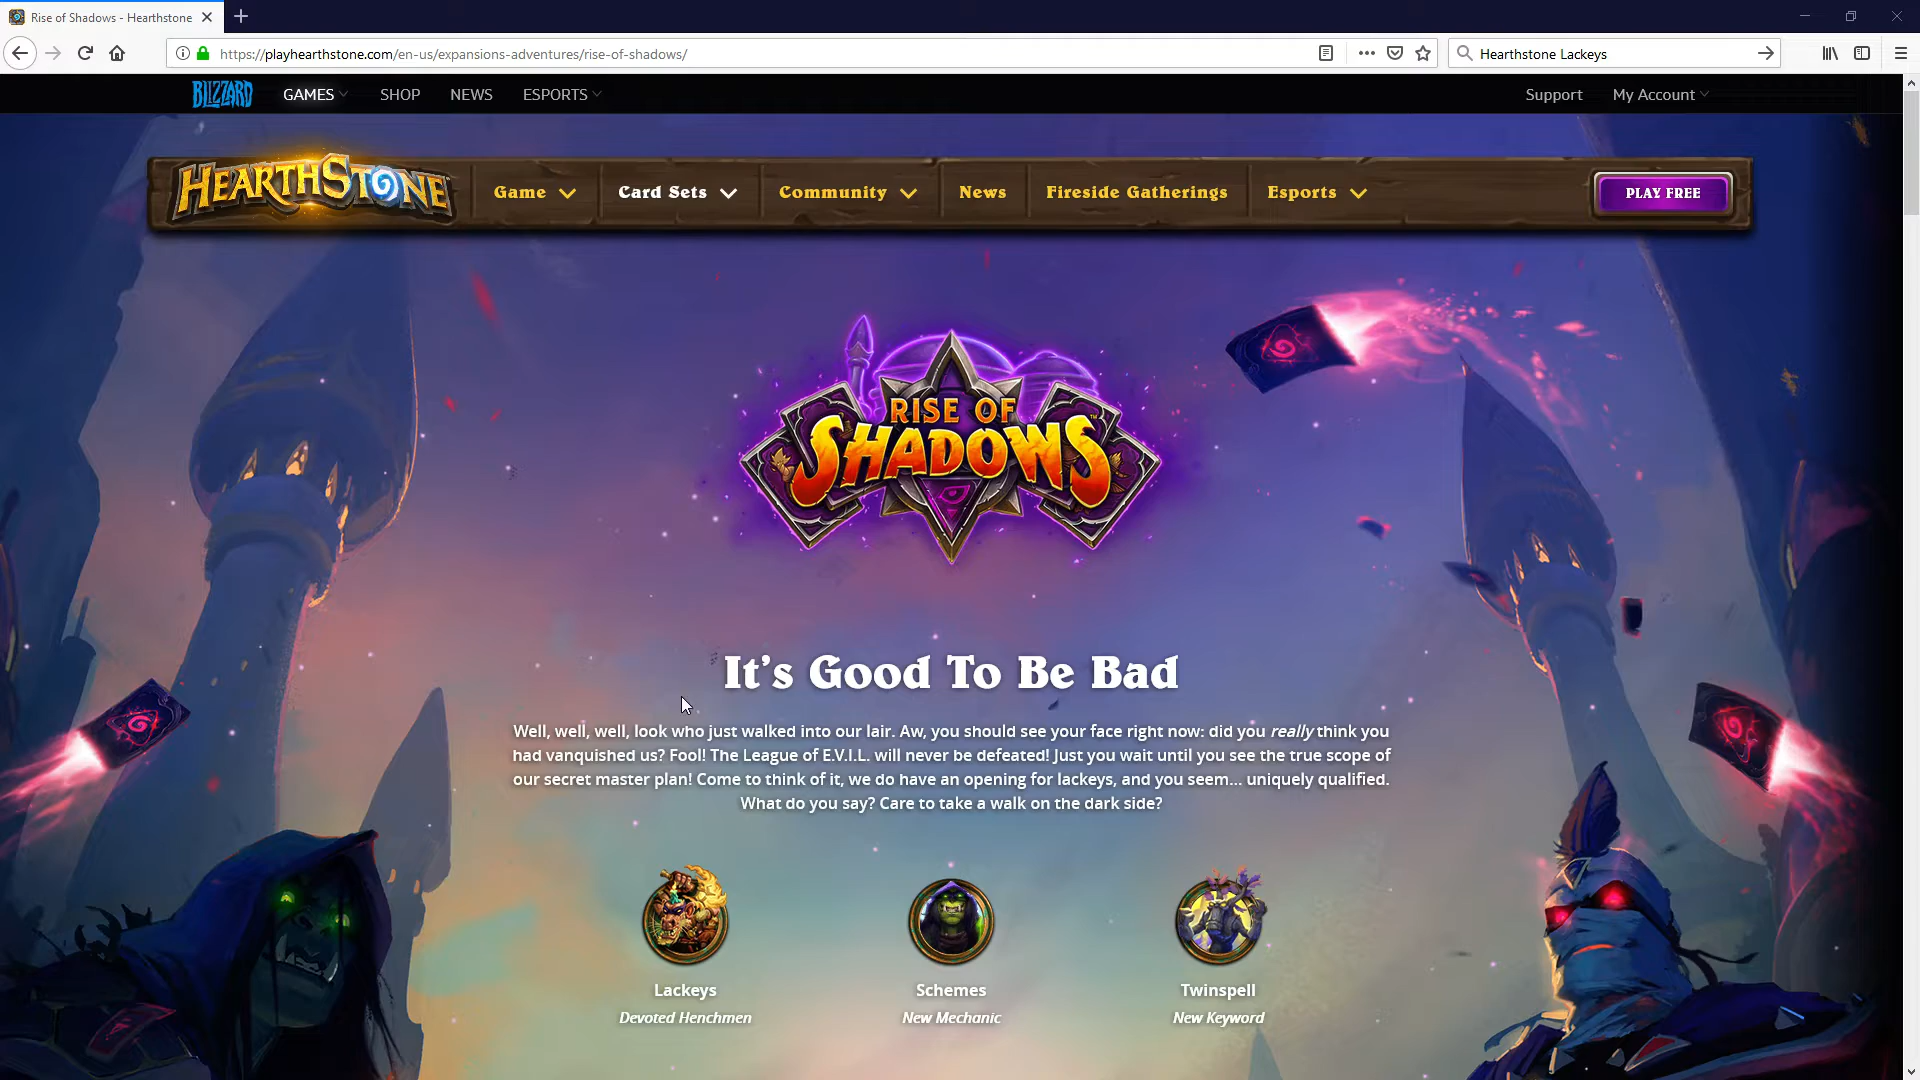 Rise of Shadows - Hearthstone
https://playhearthstone.com/en-us/expansions-adventures/rise-of-shadows/
Hearthstone Lackeys
BLIZZARD
GAMES
SHOP
NEWS
ESPORTS
Support
My Account
HEARTHSTONE
Game
Card Sets
Community
News
Fireside Gatherings
Esports
PLAY FREE
RISE OF
SHADOWS
It's Good To Be Bad
Well, well, well, look who just walked into our lair. Aw, you should see your face right now: did you really think you
had vanquished us? Fool! The League of E.V.I.L. will never be defeated! Just you wait until you see the true scope of
our secret master plan! Come to think of it, we do have an opening for lackeys, and you seem... uniquely qualified.
What do you say? Care to take a walk on the dark side?
Lackeys
Devoted Henchmen
Schemes
New Mechanic
Twinspell
New Keyword